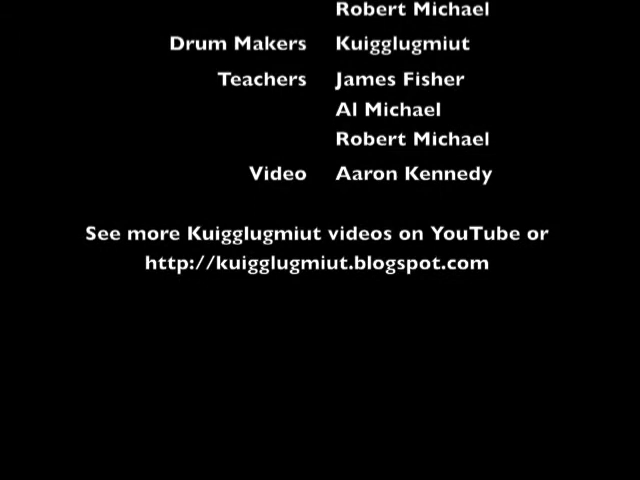 Robert Michael
Drum Makers Kuigglugmiut
Teachers James Fisher
Al Michael
Robert Michael
Video Aaron Kennedy
See more Kuigglugmiut videos on YouTube or
http://kuigglugmiut.blogspot.com